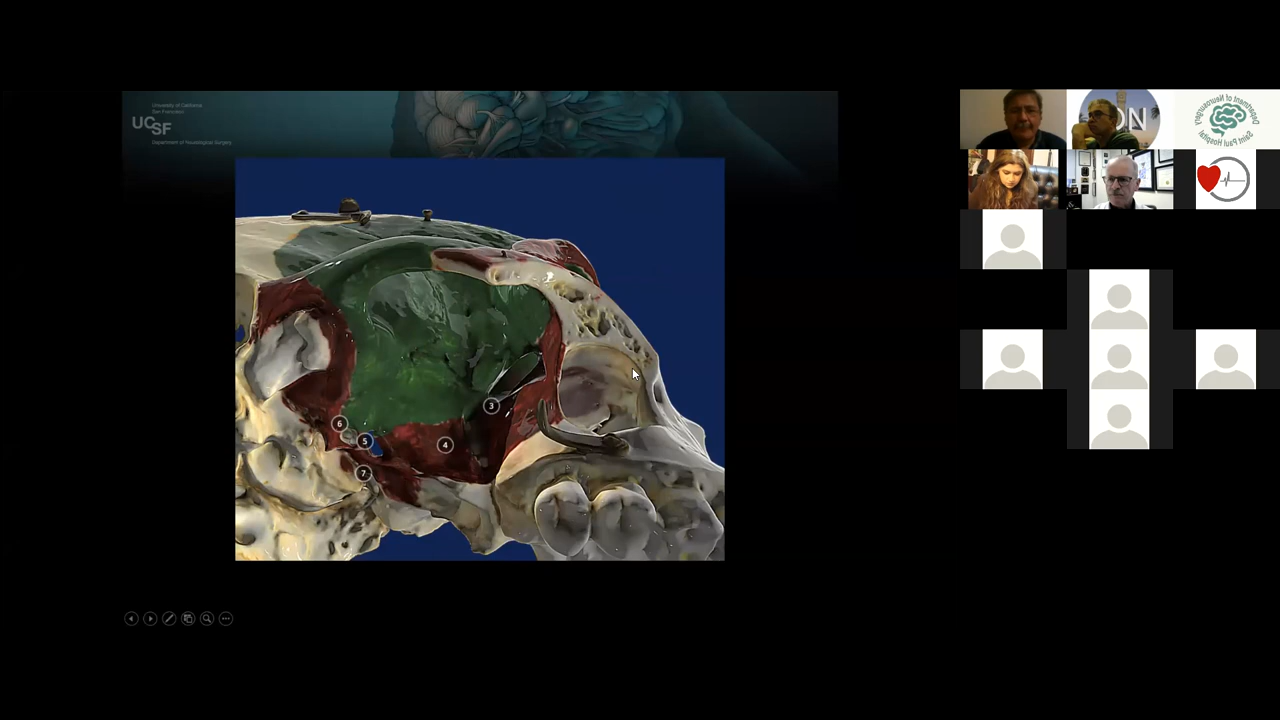 University of California
San Francisco
UCSF
Department of Neurological Surgery
3
6
5
4
7
ON
Department of Neurosurgery
Saint Paul Hospital